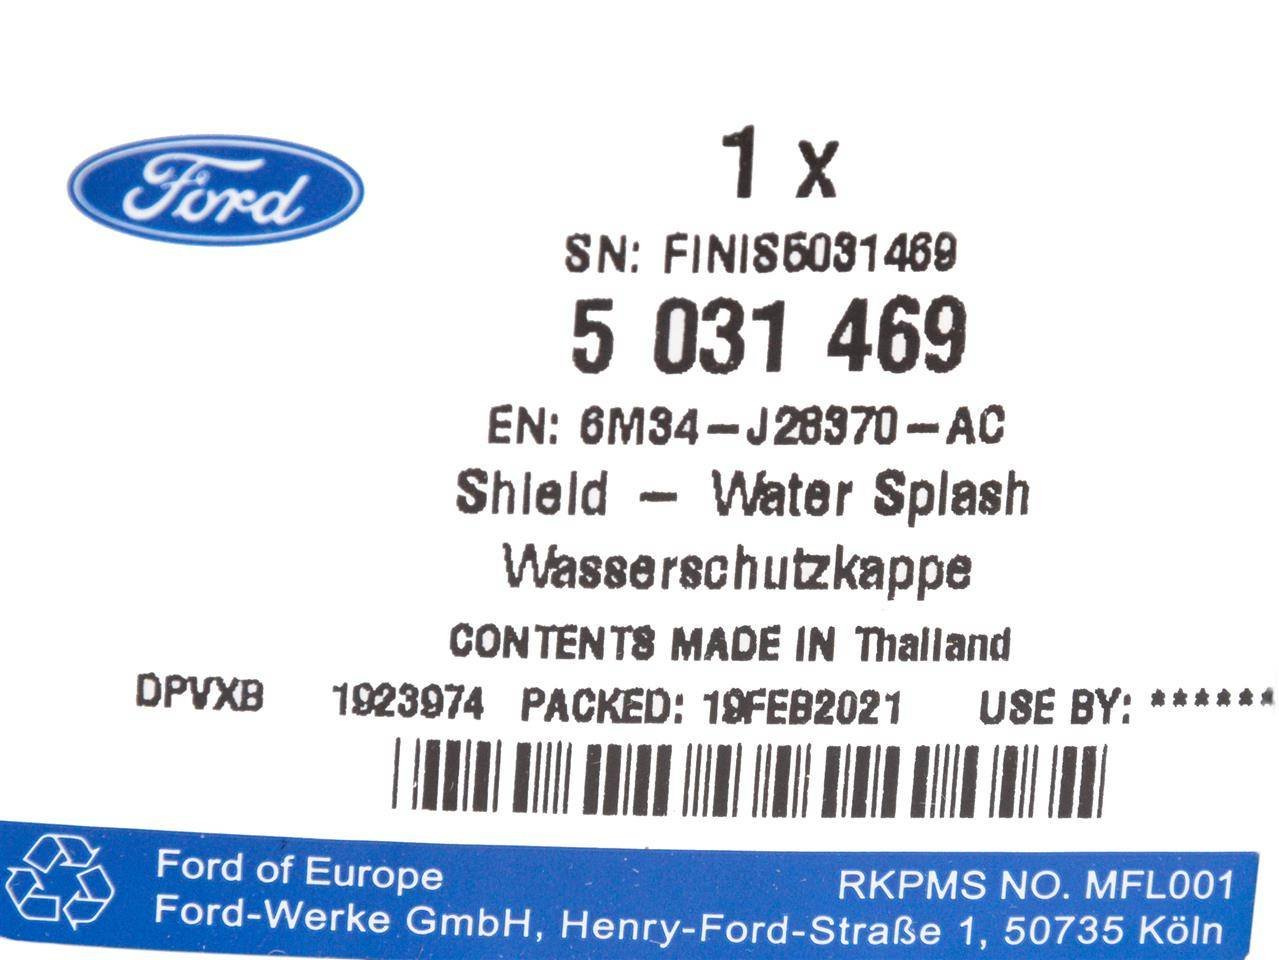 Ford
1 x
SN: FINIS5031469
5 031 469
EN: 6M34-J28370-AC
Shield - Water Splash
Wasserschutzkappe
CONTENTS MADE IN Thailand
DPVXB 1923974 PACKED: 19FEB2021 USE BY: ******
Ford of Europe
RKPMS NO. MFL001
Ford-Werke GmbH, Henry-Ford-Straße 1, 50735 Köln